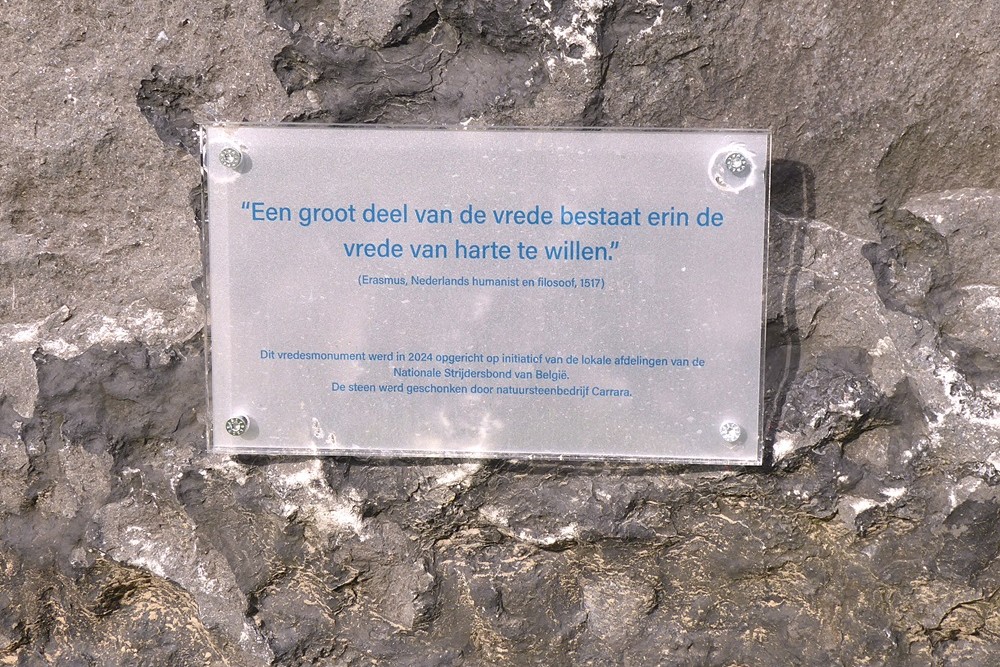 “Een groot deel van de vrede bestaat erin de
vrede van harte te willen.”
(Erasmus, Nederlands humanist en filosoof, 1517)
Dit vredesmonument werd in 2024 opgericht op initiatief van de lokale afdelingen van de
Nationale Strijdersbond van België.
De steen werd geschonken door natuursteenbedrijf Carrara.